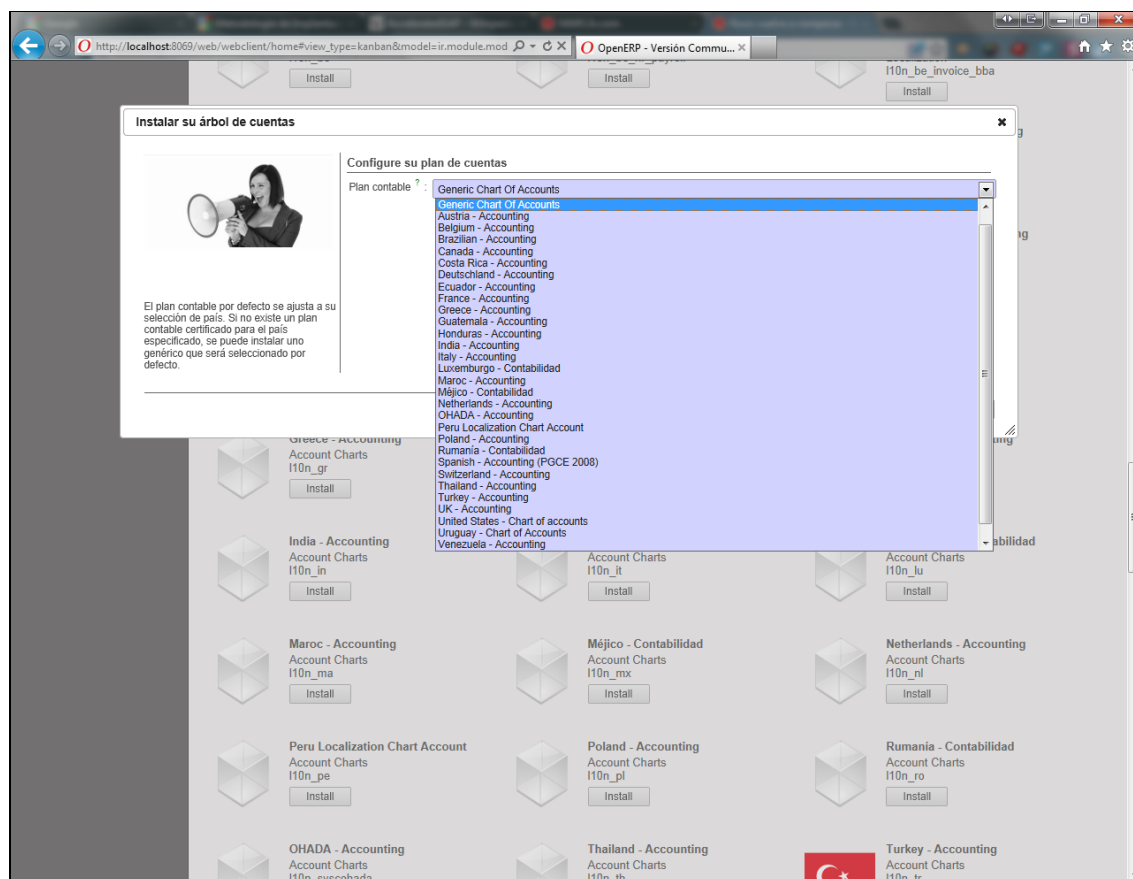 http://localhost:8069/web/webclient/home#view_type=kanban&model=ir.module.mod
OpenERP - Versión Commu...
Install
Install
l10n_be_invoice_bba
Install
Instalar su árbol de cuentas
Configure su plan de cuentas
Plan contable ? : Generic Chart Of Accounts
Generic Chart Of Accounts
Austria - Accounting
Belgium - Accounting
Brazilian - Accounting
Canada - Accounting
Costa Rica - Accounting
Deutschland - Accounting
Ecuador - Accounting
France - Accounting
Greece - Accounting
Guatemala - Accounting
Honduras - Accounting
India - Accounting
Italy - Accounting
Luxemburgo - Contabilidad
Maroc - Accounting
Méjico - Contabilidad
Netherlands - Accounting
OHADA - Accounting
Peru Localization Chart Account
Poland - Accounting
Rumanía - Contabilidad
Spanish - Accounting (PGCE 2008)
Switzerland - Accounting
Thailand - Accounting
Turkey - Accounting
UK - Accounting
United States - Chart of accounts
Uruguay - Chart of Accounts
Venezuela - Accounting
El plan contable por defecto se ajusta a su
selección de país. Si no existe un plan
contable certificado para el país
especificado, se puede instalar uno
genérico que será seleccionado por
defecto.
Greece - Accounting
Account Charts
l10n_gr
Install
India - Accounting
Account Charts
l10n_in
Install
Account Charts
l10n_it
Install
Account Charts
l10n_lu
Install
Maroc - Accounting
Account Charts
l10n_ma
Install
Méjico - Contabilidad
Account Charts
l10n_mx
Install
Netherlands - Accounting
Account Charts
l10n_nl
Install
Peru Localization Chart Account
Account Charts
l10n_pe
Install
Poland - Accounting
Account Charts
l10n_pl
Install
Rumanía - Contabilidad
Account Charts
l10n_ro
Install
OHADA - Accounting
Account Charts
l10n_syscohada
Thailand - Accounting
Account Charts
l10n_th
Turkey - Accounting
Account Charts
l10n_tr